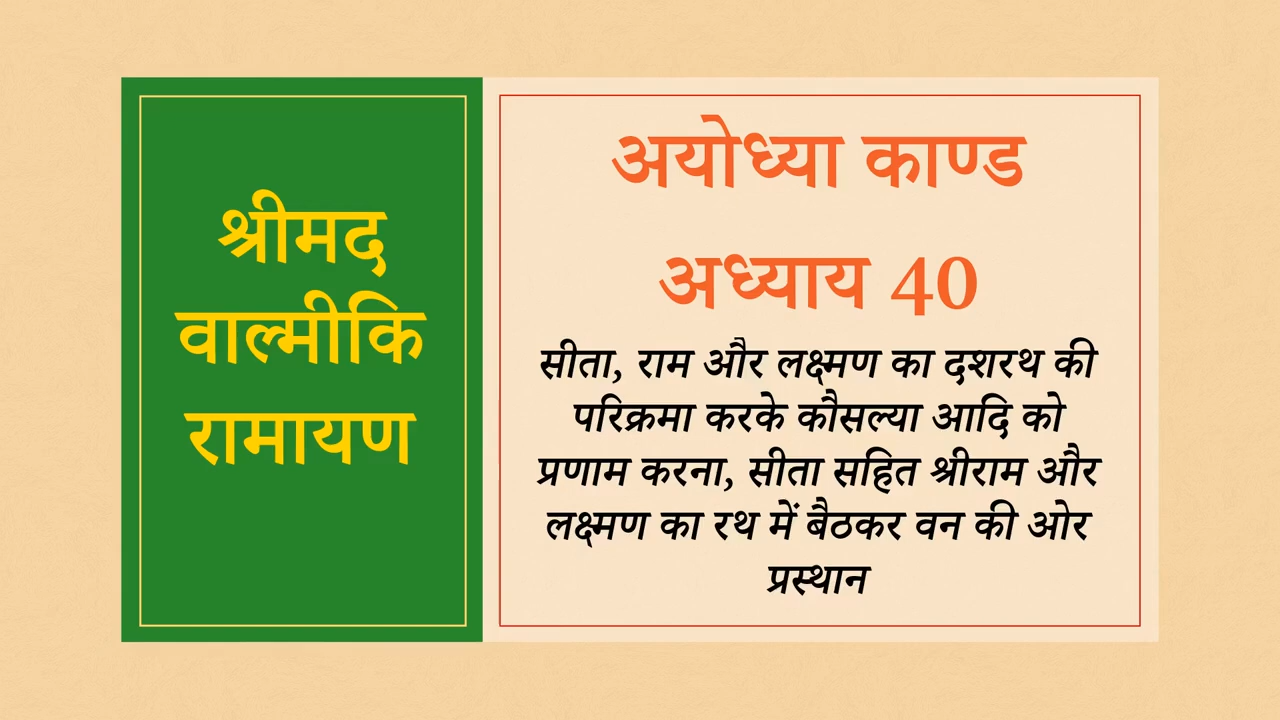 श्रीमद
वाल्मीकि
रामायण
अयोध्या काण्ड
अध्याय 40
सीता, राम और लक्ष्मण का दशरथ की
परिक्रमा करके कौसल्या आदि को
प्रणाम करना, सीता सहित श्रीराम और
लक्ष्मण का रथ में बैठकर वन की ओर
प्रस्थान